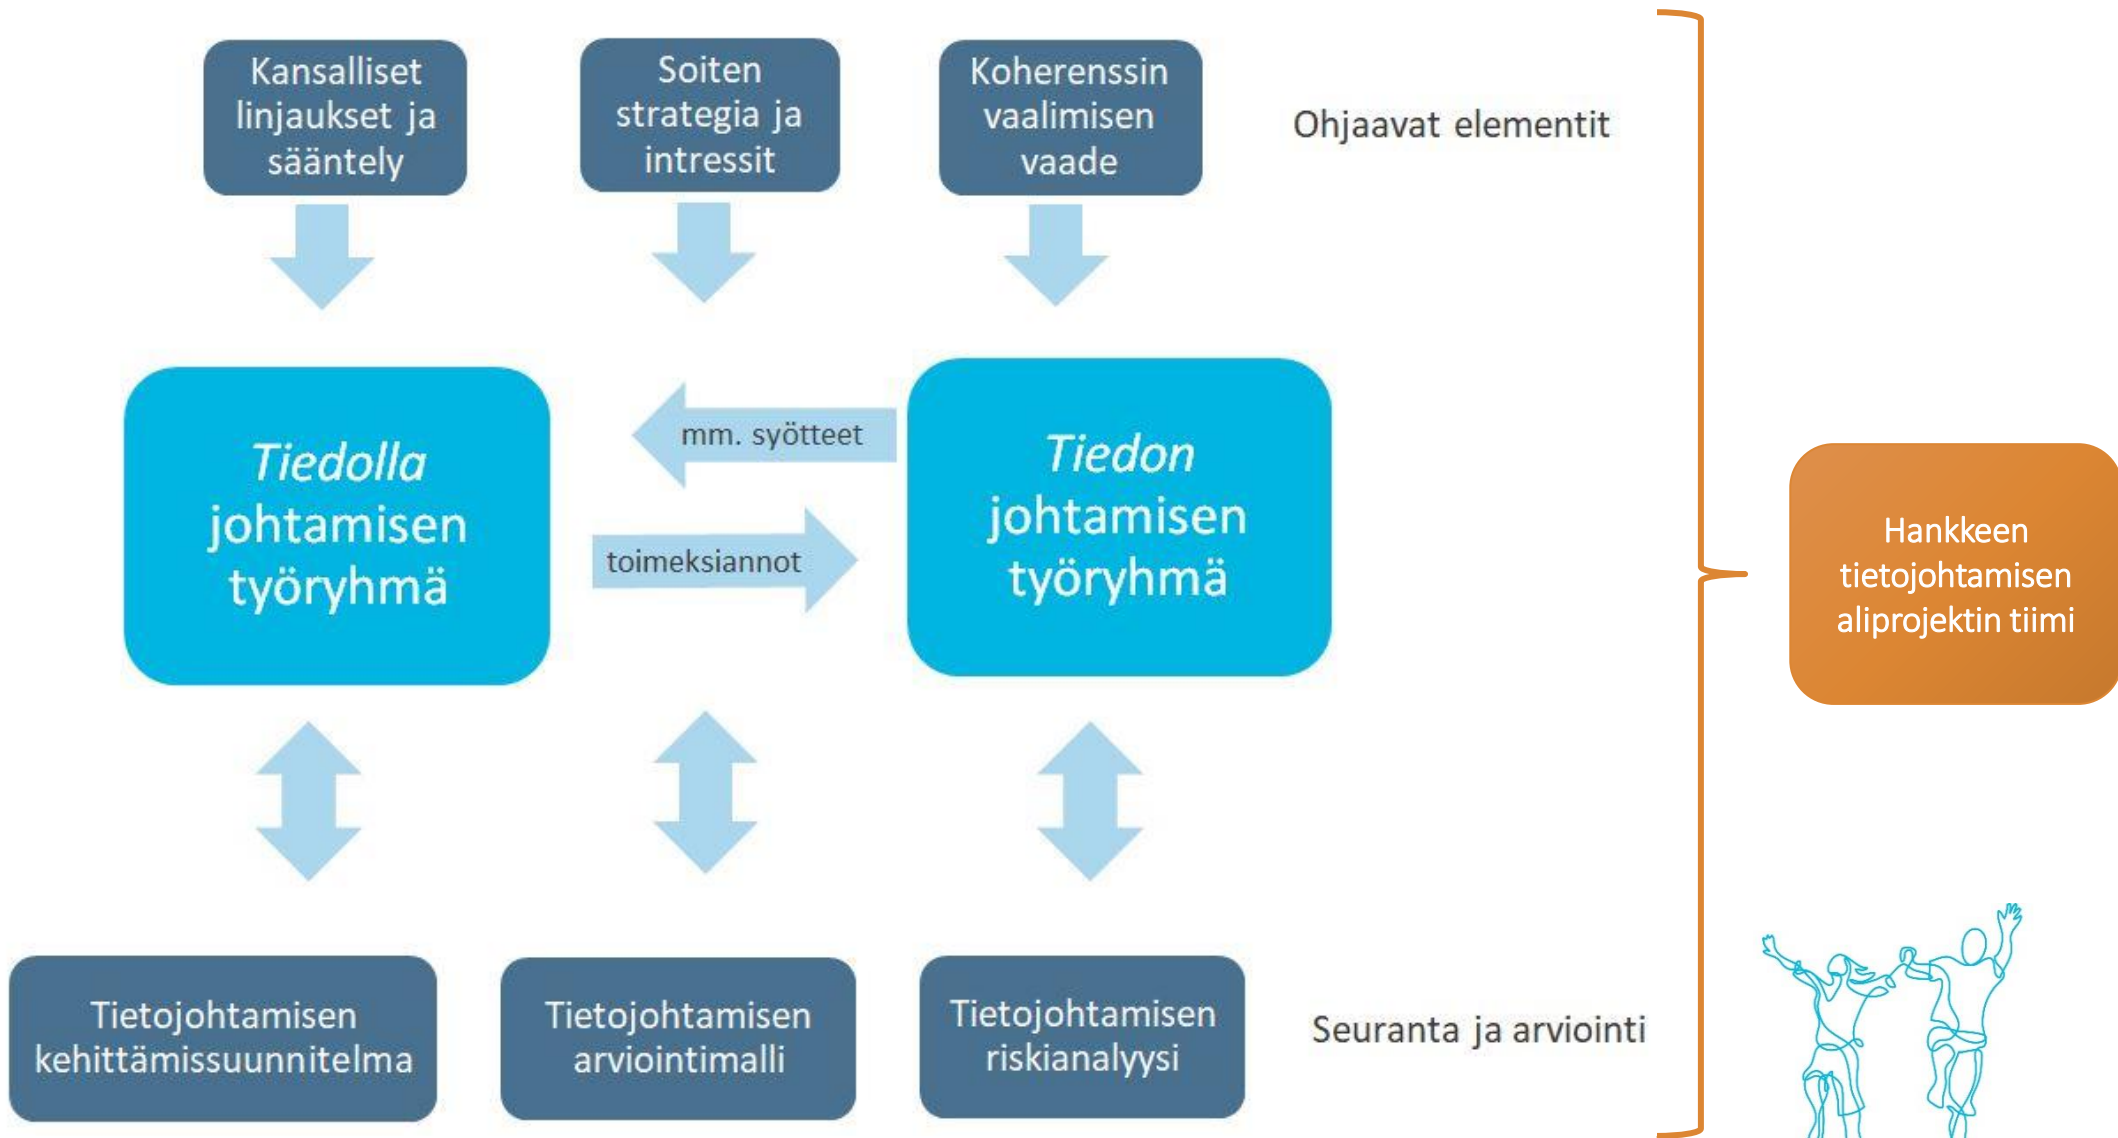 Kansalliset
linjaukset ja
sääntely
Soiten
strategia ja
intressit
Koherenssin
vaalimisen
vaade
Ohjaavat elementit
Tiedolla
johtamisen
työryhmä
mm. syötteet
toimeksiannot
Tiedon
johtamisen
työryhmä
Hankkeen
tietojohtamisen
aliprojektin tiimi
Tietojohtamisen
kehittämissuunnitelma
Tietojohtamisen
arviointimalli
Tietojohtamisen
riskianalyysi
Seuranta ja arviointi